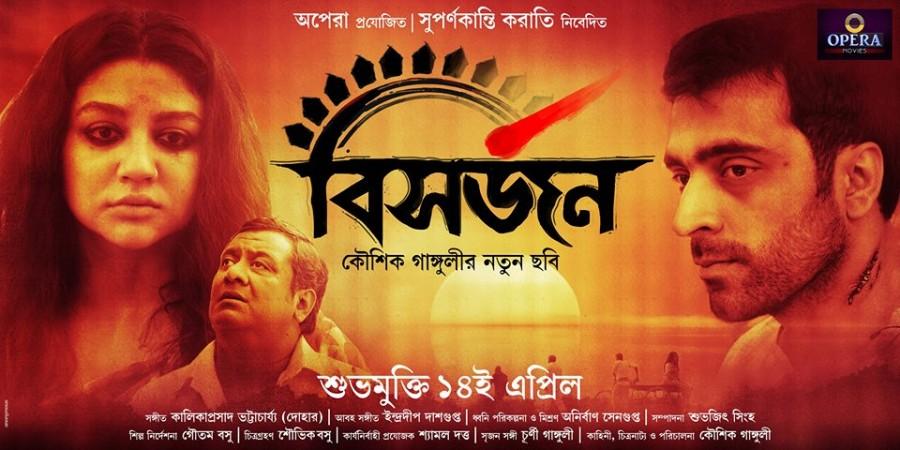 অপেরা প্রযোজিত | সুপর্ণকান্তি করাতি নিবেদিত
OPERA
MOVIES
বিসর্জন
কৌশিক গাঙ্গুলীর নতুন ছবি
শুভমুক্তি ১৪ই এপ্রিল
সঙ্গীত কালিকাপ্রসাদ ভট্টাচার্য্য (দোহার) | আবহ সঙ্গীত ইন্দ্রদীপ দাশগুপ্ত | ধ্বনি পরিকল্পনা ও মিশ্রণ অনির্বাণ সেনগুপ্ত | সম্পাদনা শুভজিৎ সিংহ
শিল্প নির্দেশনা গৌতম বসু | চিত্রগ্রহণ শৌভিক বসু | কার্যনির্বাহী প্রযোজক শ্যামল দত্ত | সৃজন সঙ্গী চূর্ণী গাঙ্গুলী | কাহিনী, চিত্রনাট্য ও পরিচালনা কৌশিক গাঙ্গুলী